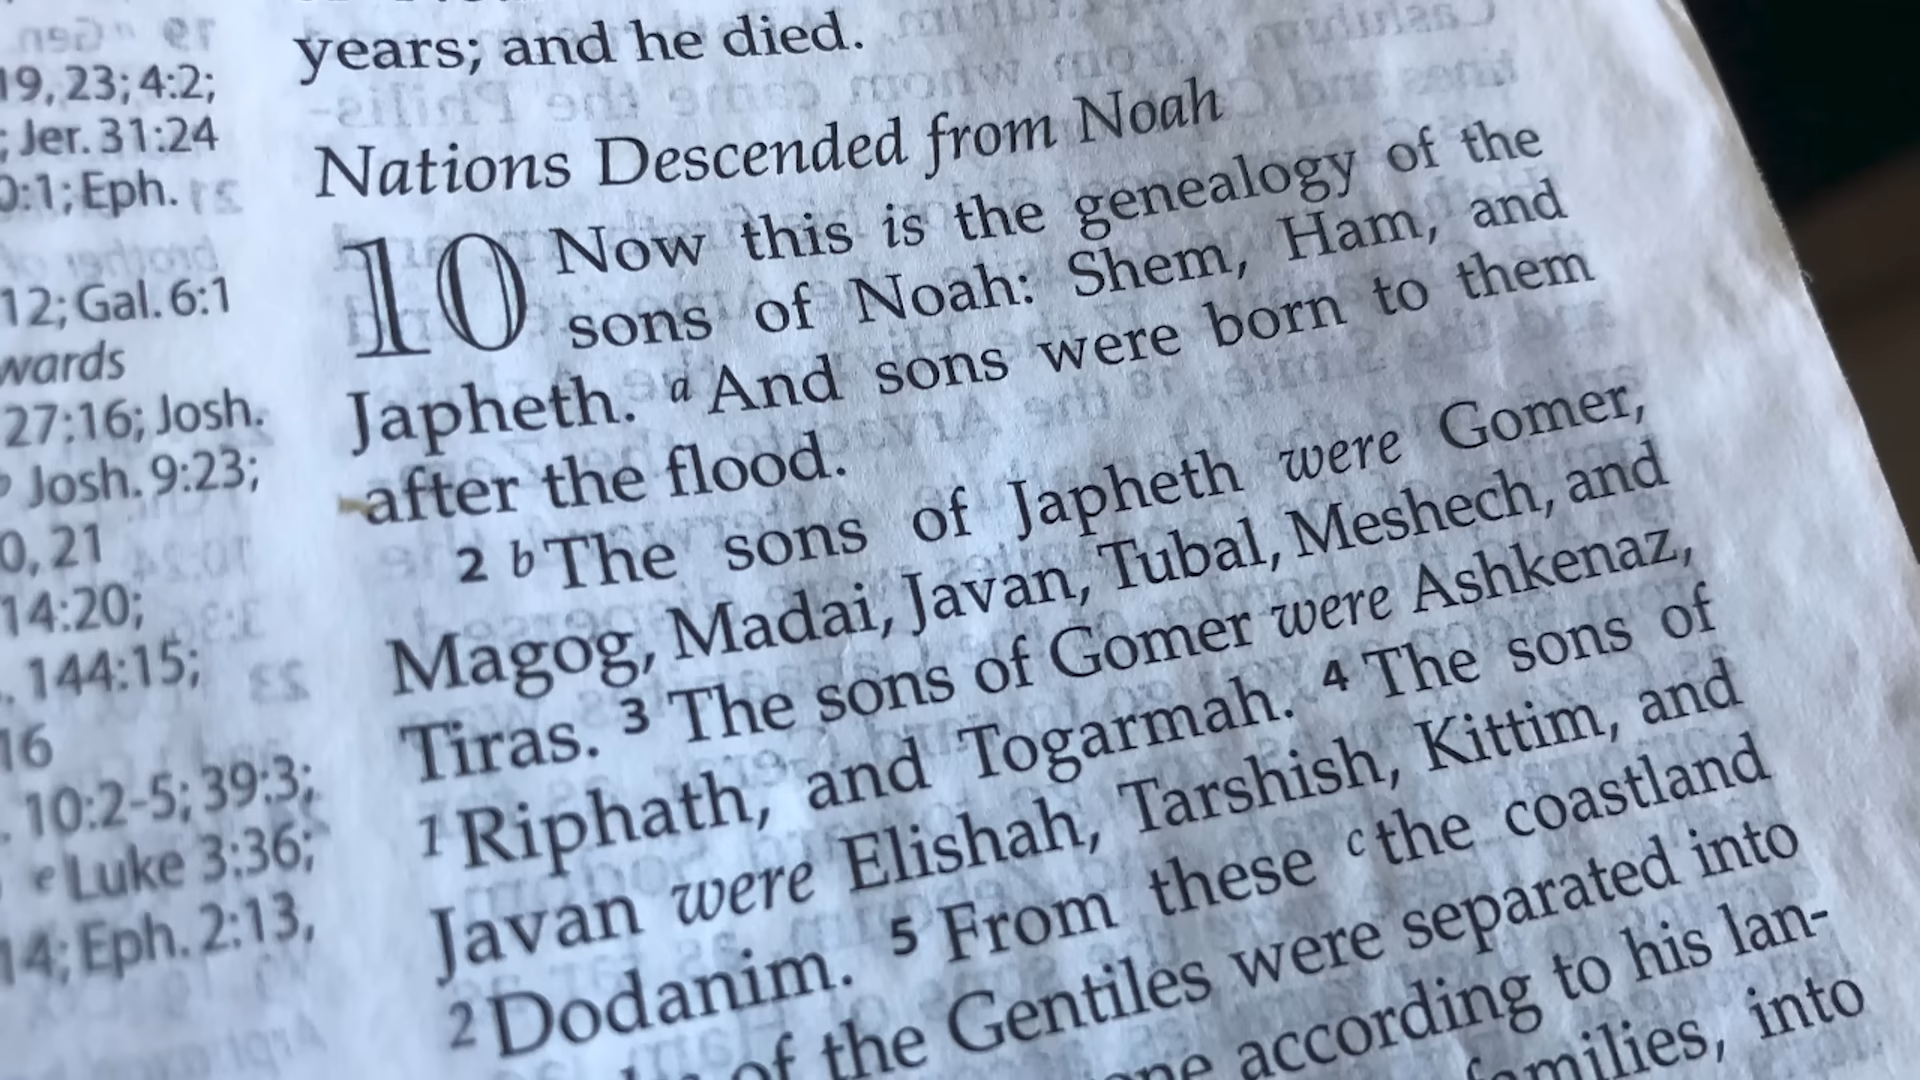 19, 23; 4:2;
; Jer. 31:24
0:1; Eph.
12; Gal. 6:1
wards
27:16; Josh.
b Josh. 9:23;
0, 21
14:20;
. 144:15;
16
. 10:2-5; 39:3;
e Luke 3:36;
14; Eph. 2:13,
years; and he died.
Nations Descended from Noah
10 Now this is the genealogy of the
sons of Noah: Shem, Ham, and
Japheth. a And sons were born to them
after the flood.
2 b The sons of Japheth were Gomer,
Magog, Madai, Javan, Tubal, Meshech, and
Tiras. 3 The sons of Gomer were Ashkenaz,
1 Riphath, and Togarmah. 4 The sons of
Javan were Elishah, Tarshish, Kittim, and
2 Dodanim. 5 From these c the coastland
of the Gentiles were separated into
according to his lan-
families, into